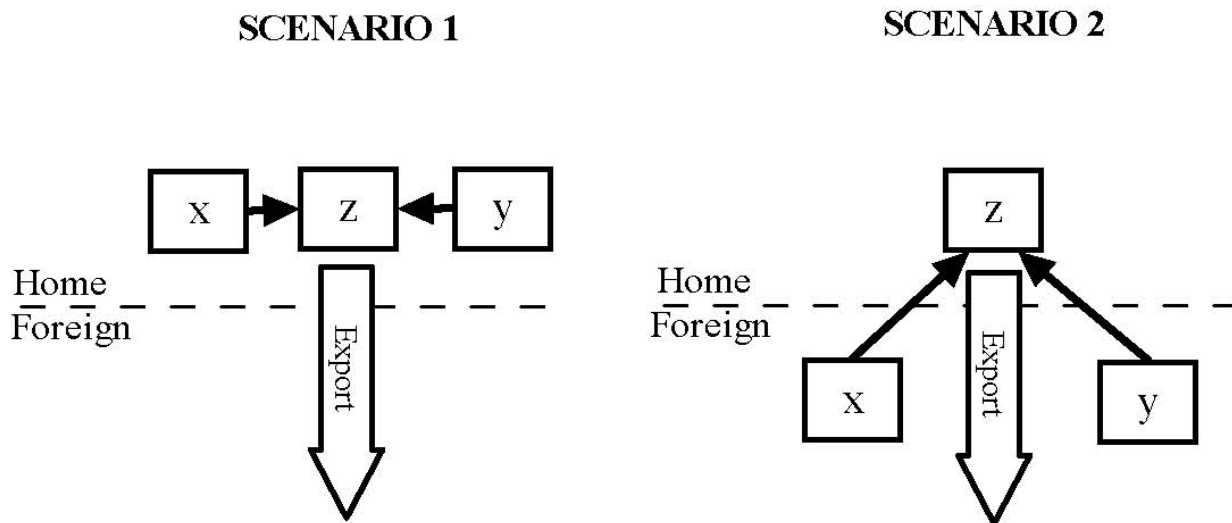 SCENARIO 1
x
z
y
Home
Foreign
Export
SCENARIO 2
z
Home
Foreign
x
Export
y